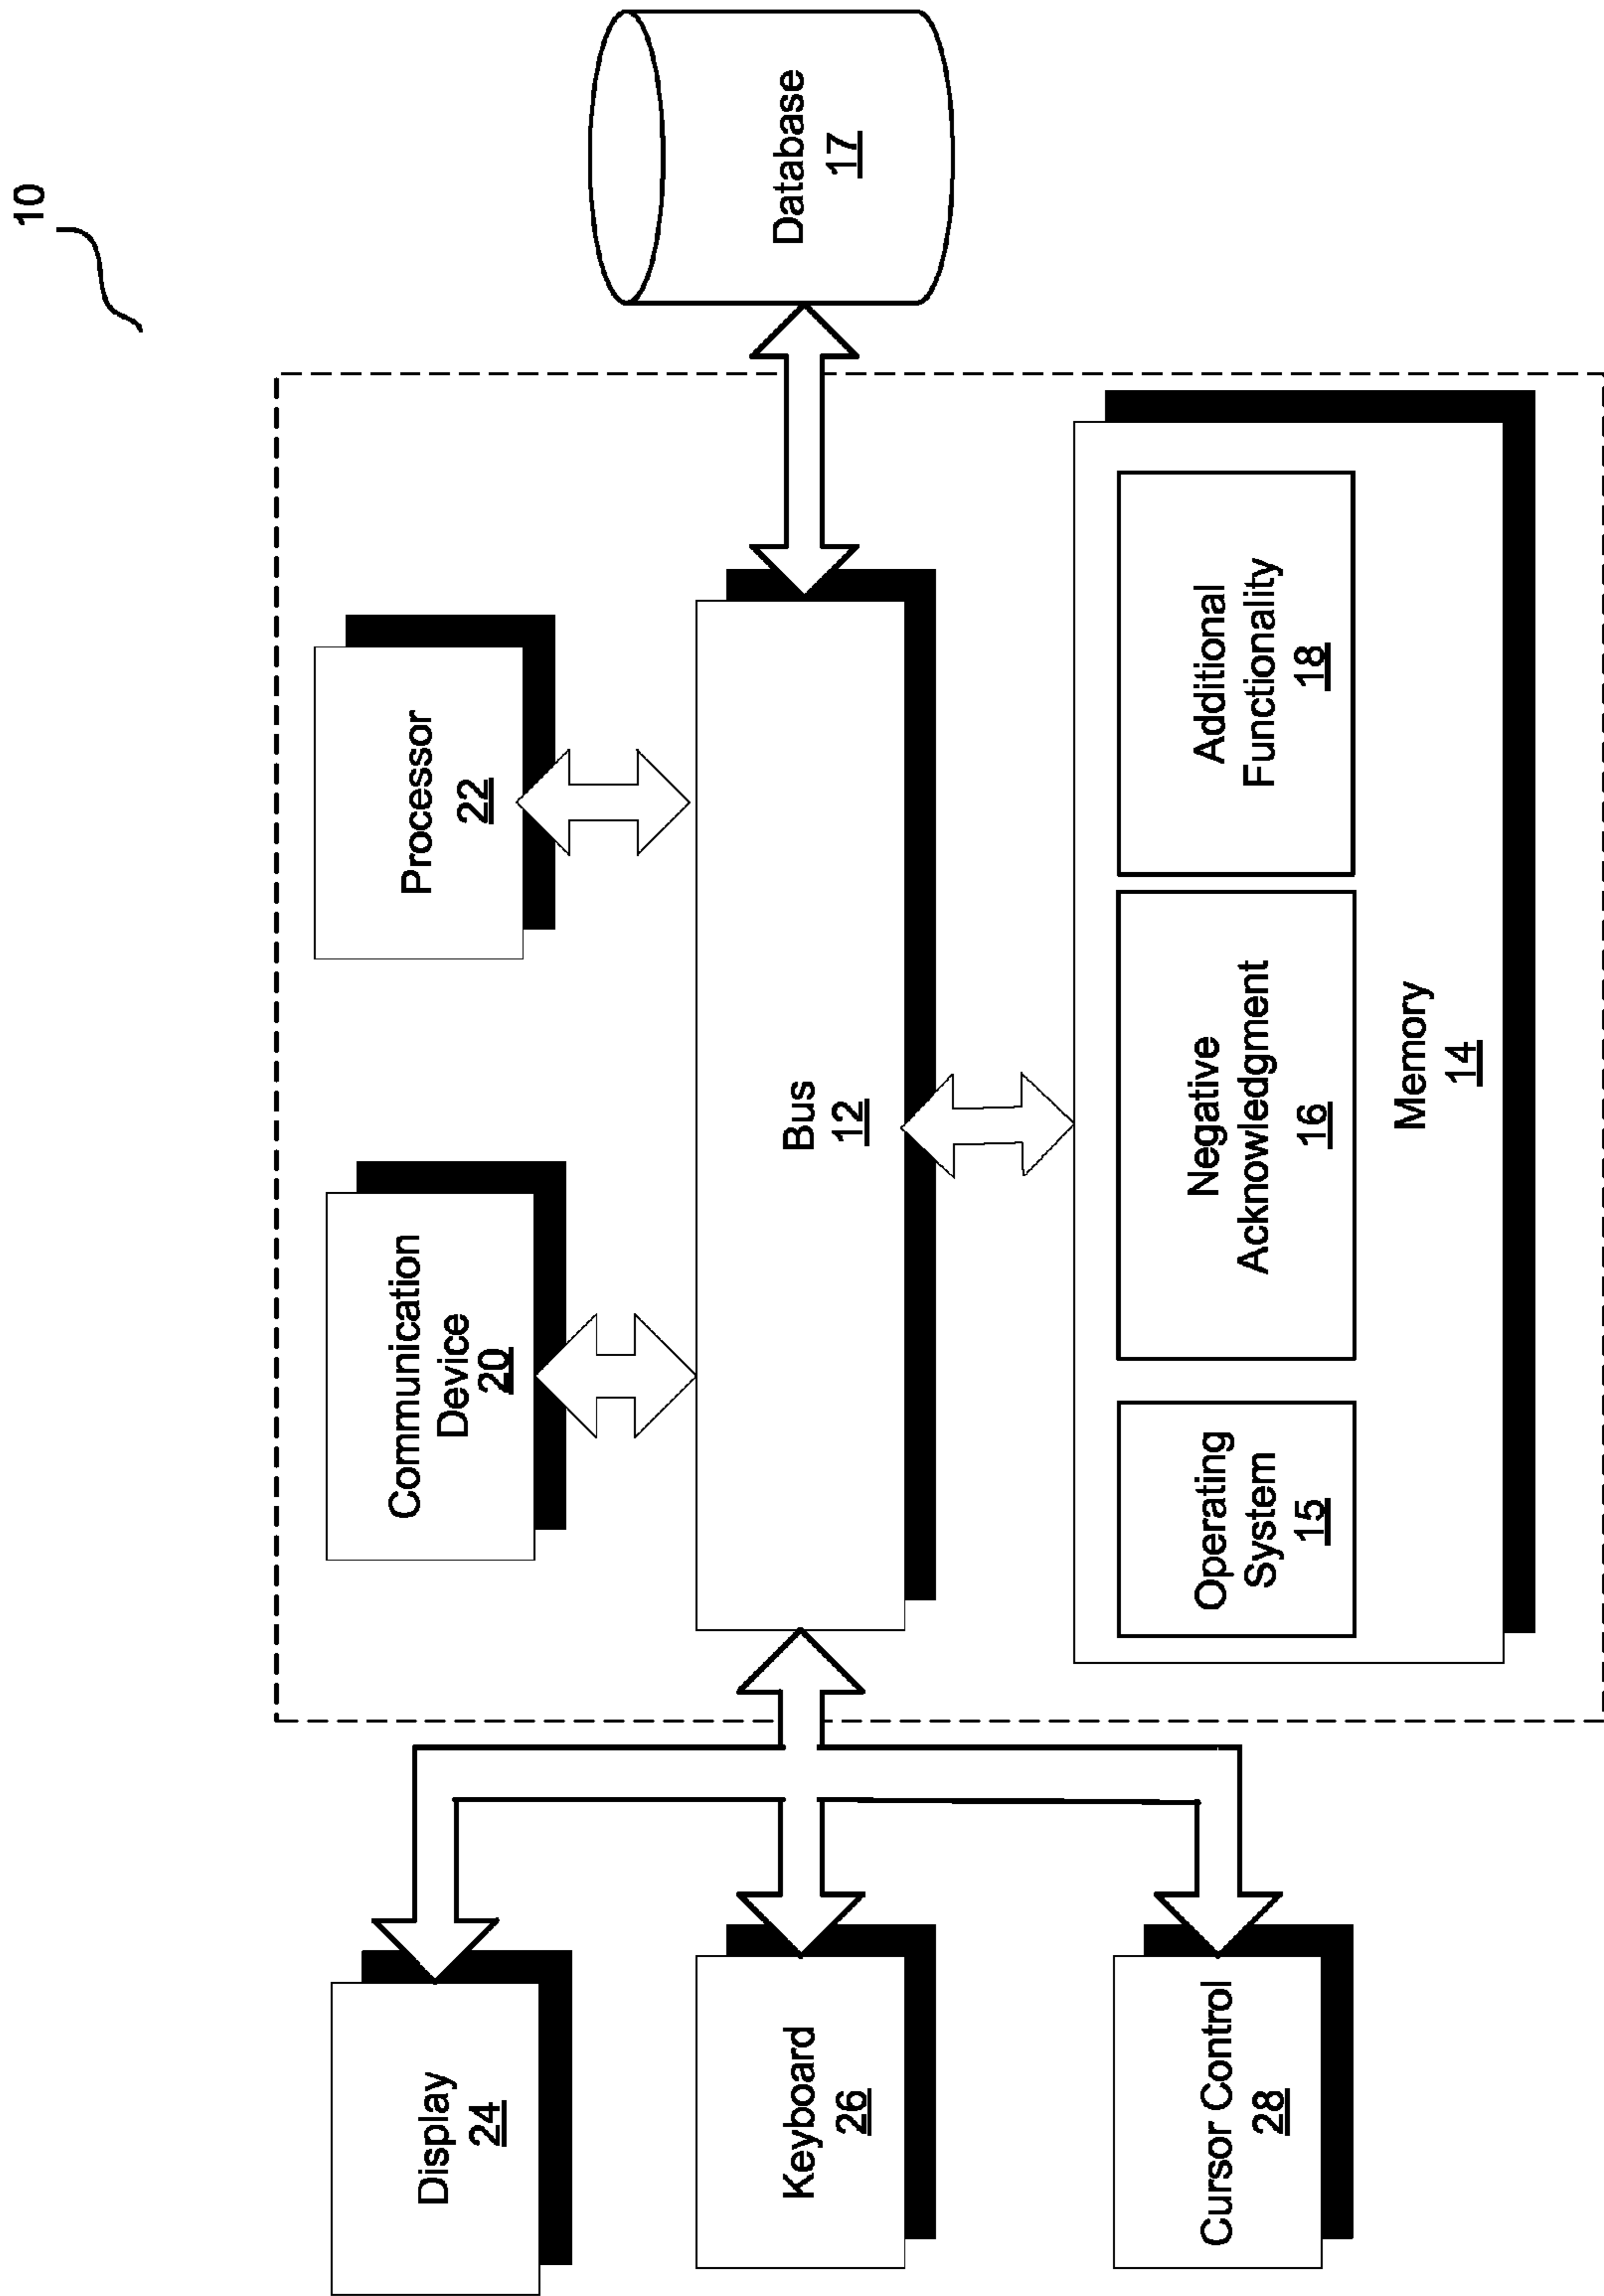 10
Communication
Device
20
Processor
22
Display
24
Keyboard
26
Cursor Control
28
Bus
12
Database
17
Operating
System
15
Negative
Acknowledgment
16
Additional
Functionality
18
Memory
14